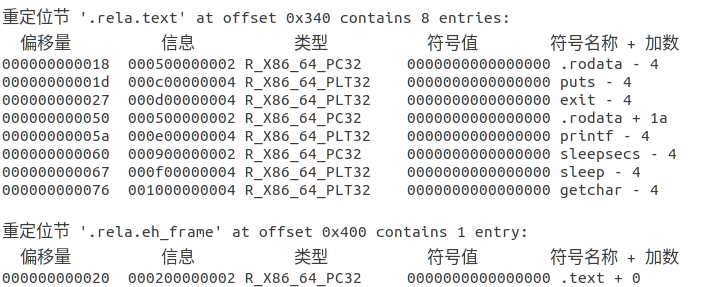 重定位节 '.rela.text' at offset 0x340 contains 8 entries:
偏移量 信息 类型 符号值 符号名称 + 加数
000000000018 000500000002 R_X86_64_PC32 0000000000000000 .rodata - 4
00000000001d 000c00000004 R_X86_64_PLT32 0000000000000000 puts - 4
000000000027 000d00000004 R_X86_64_PLT32 0000000000000000 exit - 4
000000000050 000500000002 R_X86_64_PC32 0000000000000000 .rodata + 1a
00000000005a 000e00000004 R_X86_64_PLT32 0000000000000000 printf - 4
000000000060 000900000002 R_X86_64_PC32 0000000000000000 sleepsecs - 4
000000000067 000f00000004 R_X86_64_PLT32 0000000000000000 sleep - 4
000000000076 001000000004 R_X86_64_PLT32 0000000000000000 getchar - 4
重定位节 '.rela.eh_frame' at offset 0x400 contains 1 entry:
偏移量 信息 类型 符号值 符号名称 + 加数
000000000020 000200000002 R_X86_64_PC32 0000000000000000 .text + 0